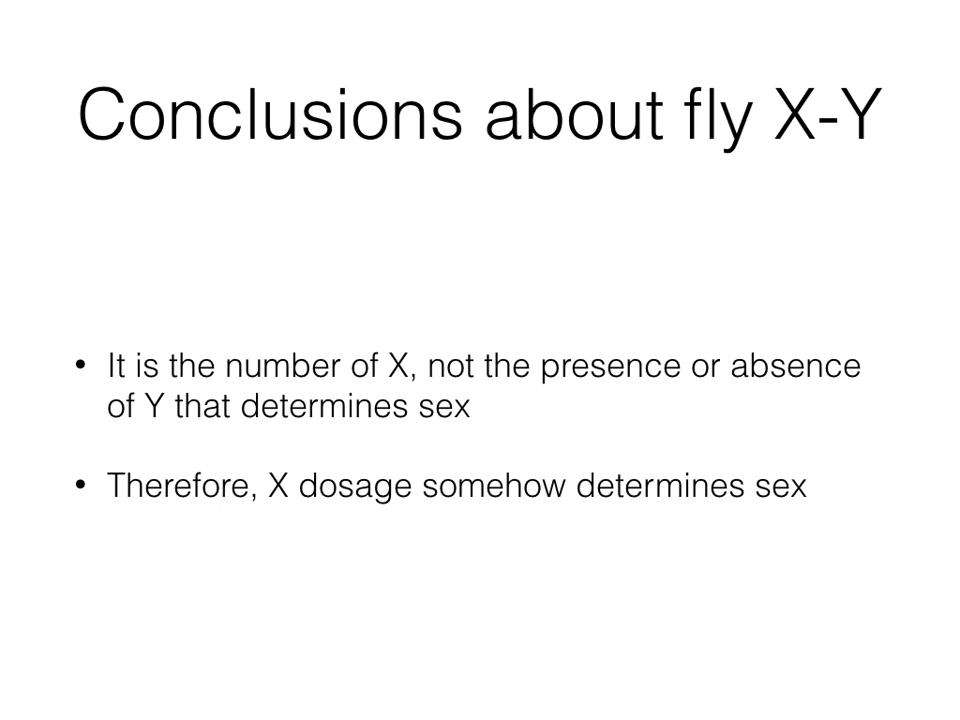 Conclusions about fly X-Y
• It is the number of X, not the presence or absence
of Y that determines sex
• Therefore, X dosage somehow determines sex